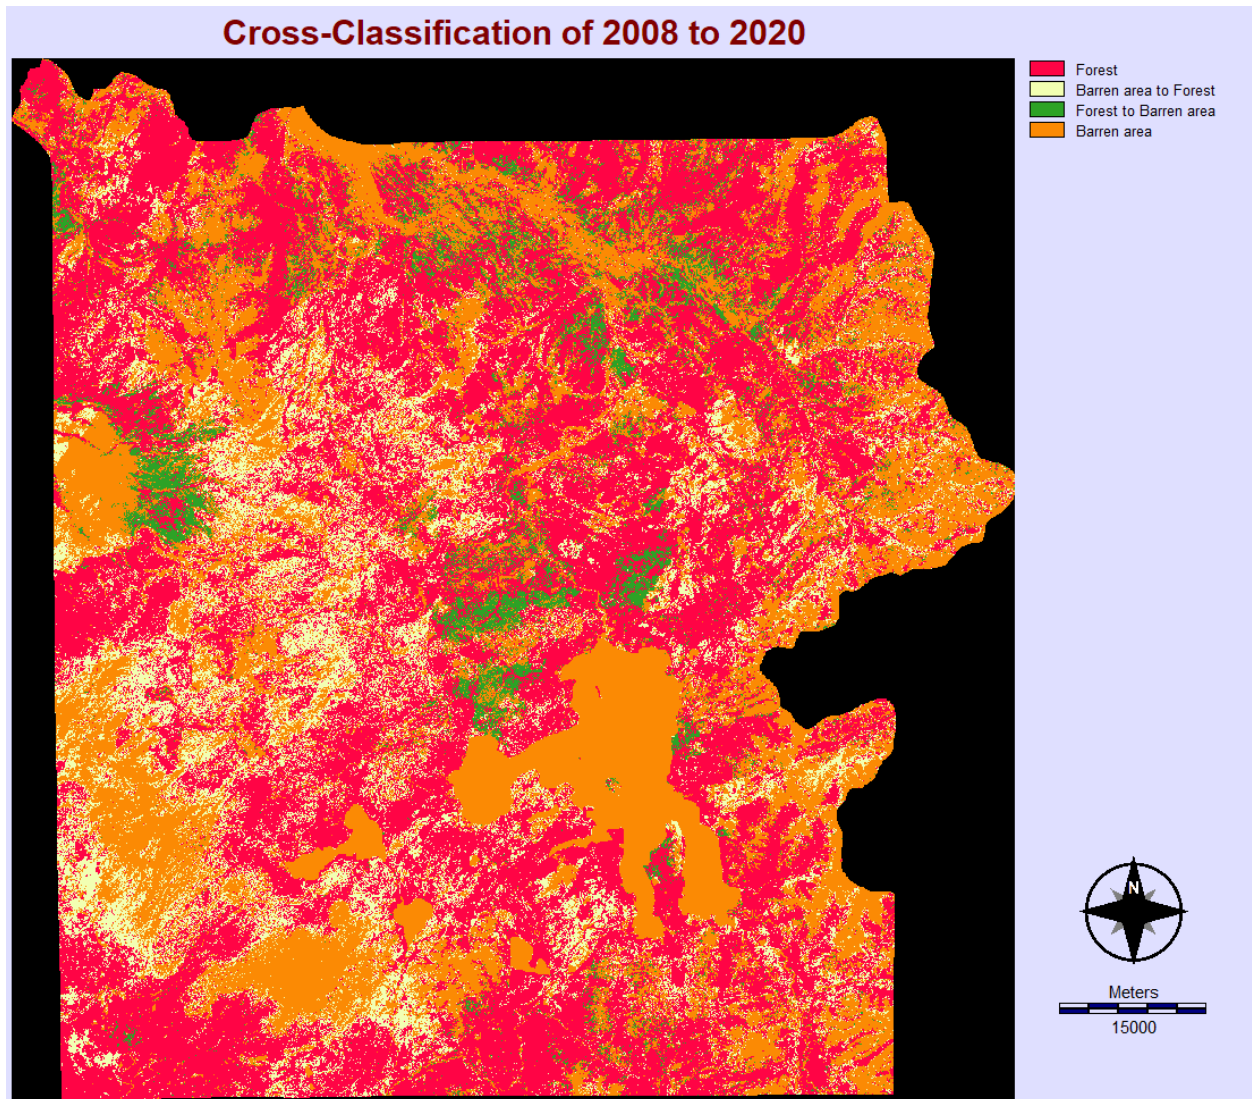 Cross-Classification of 2008 to 2020
Forest
Barren area to Forest
Forest to Barren area
Barren area
N
Meters
15000